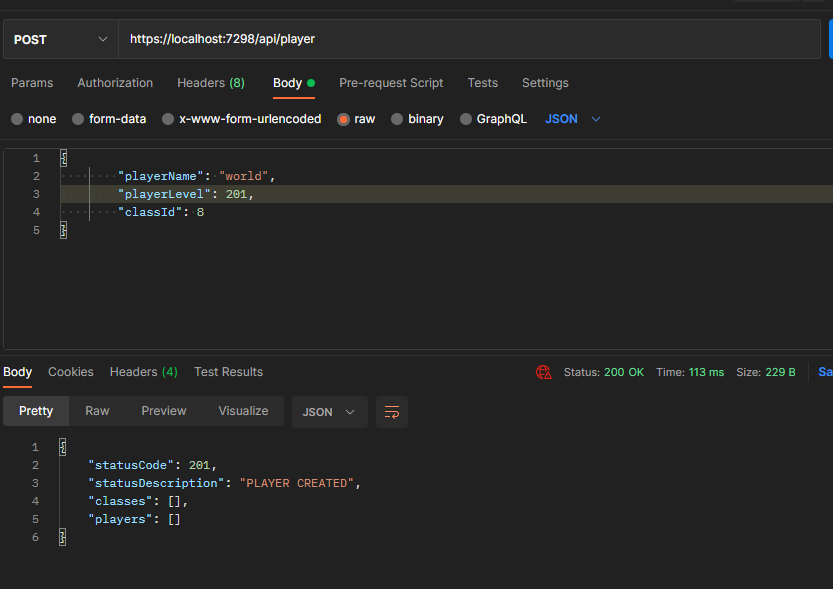 POST https://localhost:7298/api/player
Params Authorization Headers (8) Body Pre-request Script Tests Settings
none form-data x-www-form-urlencoded raw binary GraphQL JSON
1 {
2 "playerName": "world",
3 "playerLevel": 201,
4 "classId": 8
5 }
Body Cookies Headers (4) Test Results Status: 200 OK Time: 113 ms Size: 229 B Sa
Pretty Raw Preview Visualize JSON
1 {
2 "statusCode": 201,
3 "statusDescription": "PLAYER CREATED",
4 "classes": [],
5 "players": []
6 }